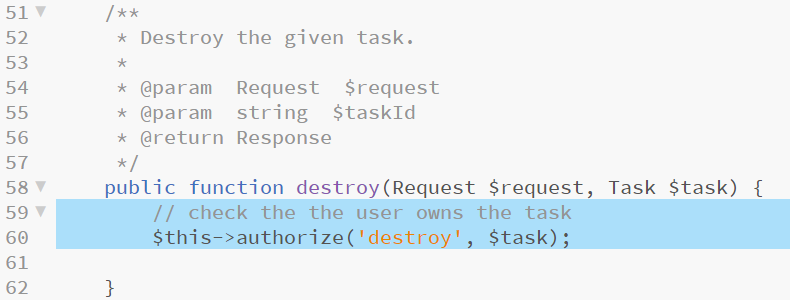 51 /**
52 * Destroy the given task.
53 *
54 * @param  Request  $request
55 * @param  string  $taskId
56 * @return Response
57 */
58 public function destroy(Request $request, Task $task) {
59 // check the the user owns the task
60 $this->authorize('destroy', $task);
61
62 }